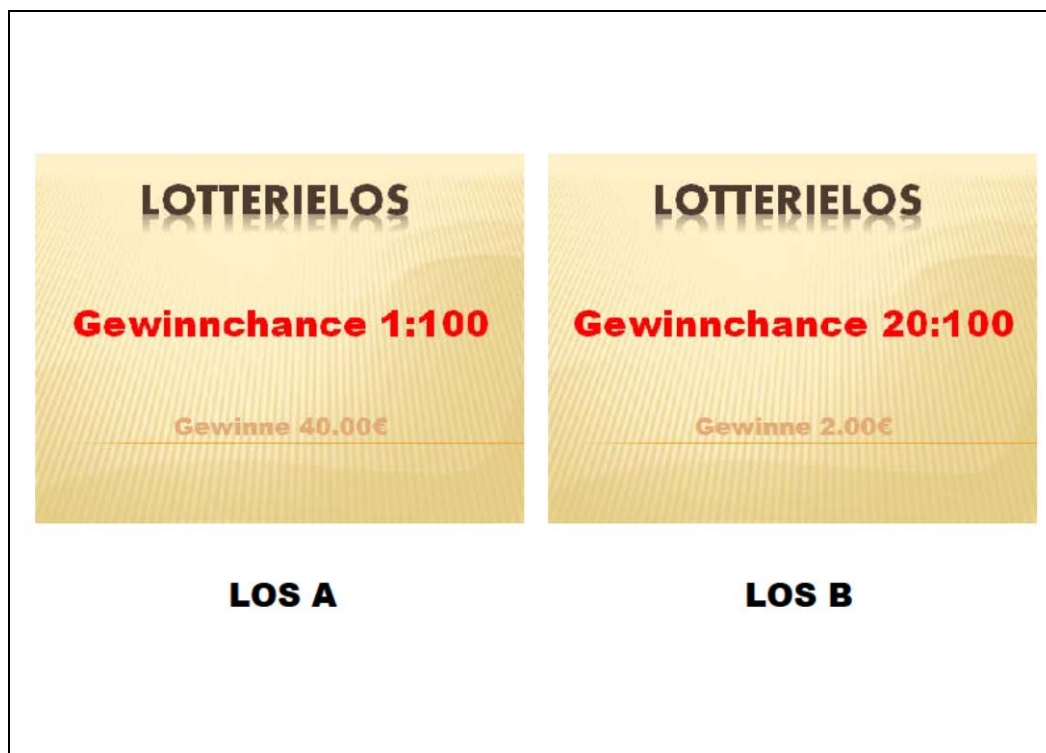 LOTTERIELOS
Gewinnchance 1:100
Gewinne 40.00€
LOS A
LOTTERIELOS
Gewinnchance 20:100
Gewinne 2.00€
LOS B